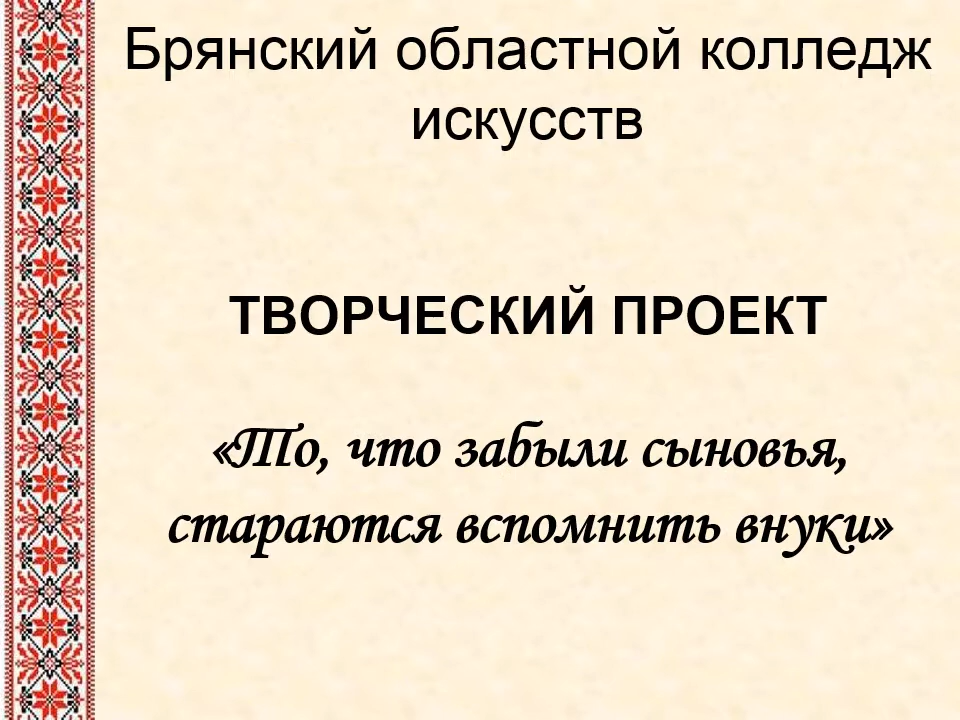 Брянский областной колледж
искусств
ТВОРЧЕСКИЙ ПРОЕКТ
«То, что забыли сыновья,
стараются вспомнить внуки»